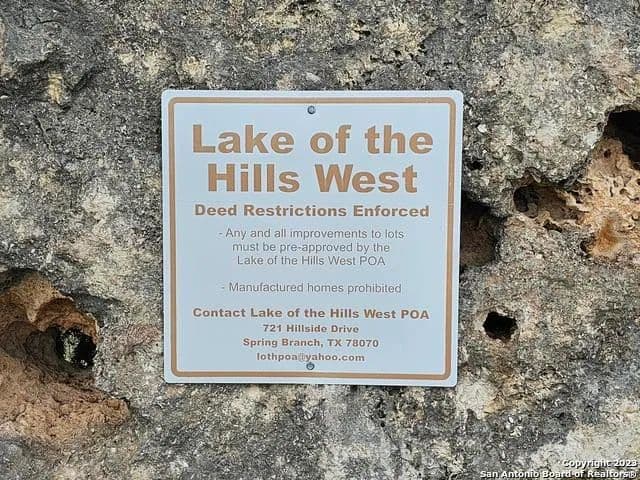 Lake of the
Hills West
Deed Restrictions Enforced
- Any and all improvements to lots
must be pre-approved by the
Lake of the Hills West POA
- Manufactured homes prohibited
Contact Lake of the Hills West POA
721 Hillside Drive
Spring Branch, TX 78070
lothpoa@yahoo.com
Copyright 2023
San Antonio Board of Realtors®